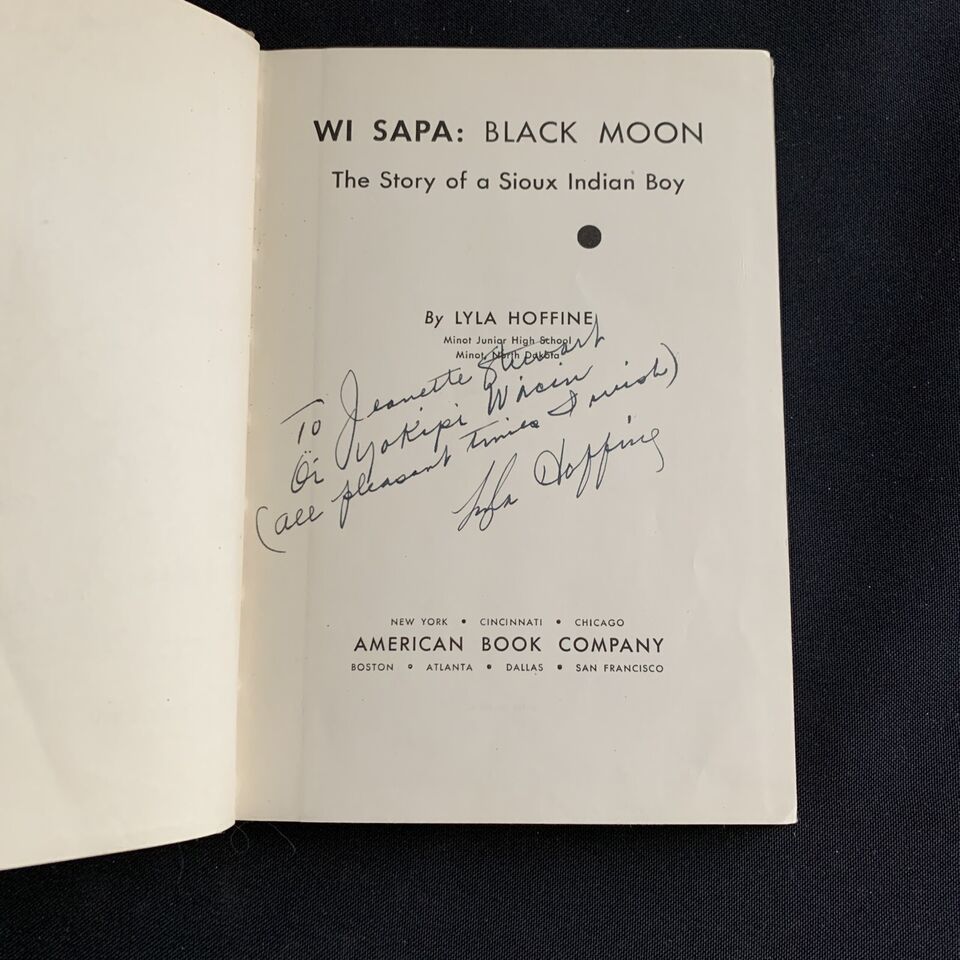 WI SAPA: BLACK MOON
The Story of a Sioux Indian Boy
By LYLA HOFFINE
Minot Junior High School
Minot, North Dakota
To Jeanette Stewart
Oi yokipi Wacin
(all pleasant times I wish)
Lyla Hoffine
NEW YORK • CINCINNATI • CHICAGO
AMERICAN BOOK COMPANY
BOSTON • ATLANTA • DALLAS • SAN FRANCISCO